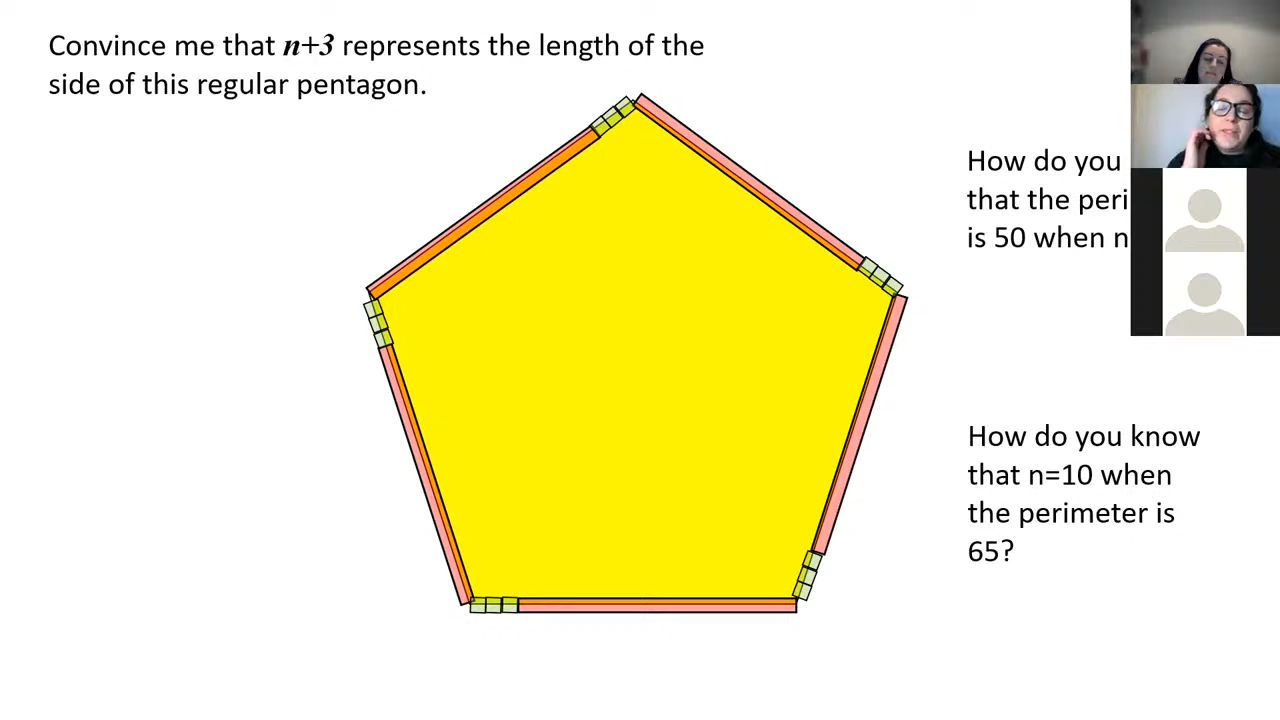 Convince me that n+3 represents the length of the
side of this regular pentagon.
How do you
that the peri
is 50 when n
How do you know
that n=10 when
the perimeter is
65?